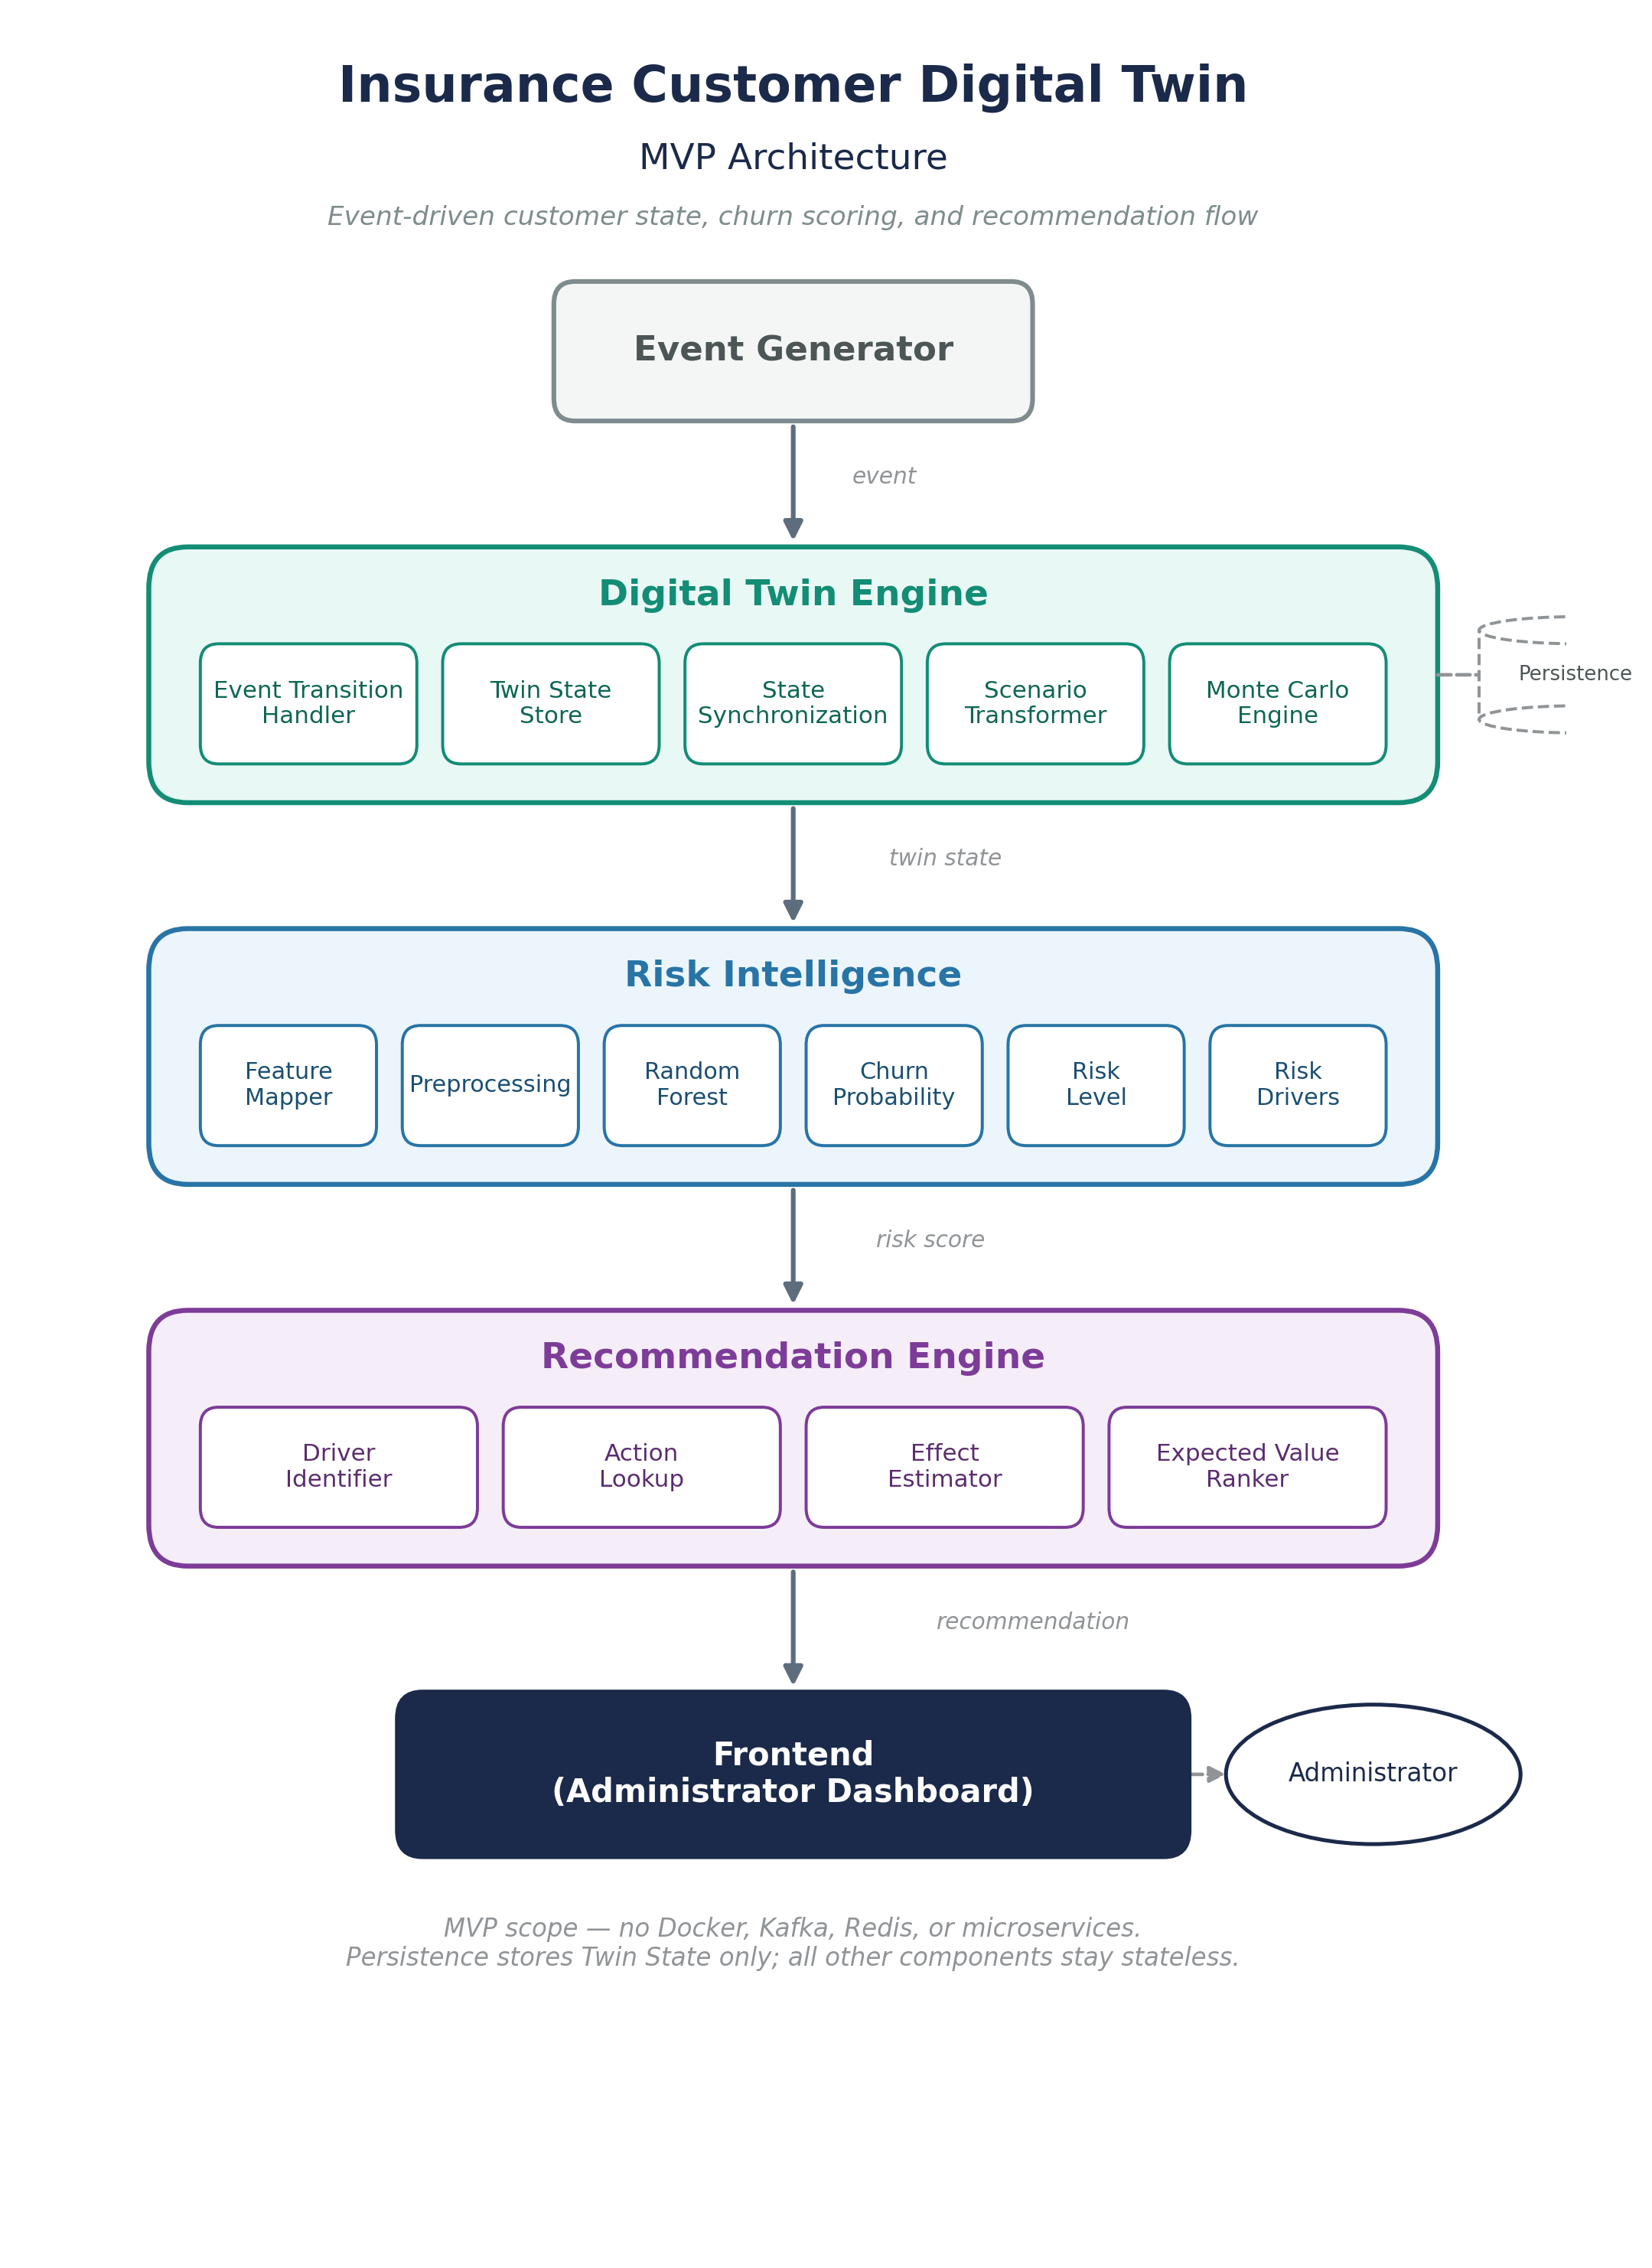 Insurance Customer Digital Twin
MVP Architecture
Event-driven customer state, churn scoring, and recommendation flow
Event Generator
event
Digital Twin Engine
Event Transition
Handler
Twin State
Store
State
Synchronization
Scenario
Transformer
Monte Carlo
Engine
Persistence
twin state
Risk Intelligence
Feature
Mapper
Preprocessing
Random
Forest
Churn
Probability
Risk
Level
Risk
Drivers
risk score
Recommendation Engine
Driver
Identifier
Action
Lookup
Effect
Estimator
Expected Value
Ranker
recommendation
Frontend
(Administrator Dashboard)
Administrator
MVP scope — no Docker, Kafka, Redis, or microservices.
Persistence stores Twin State only; all other components stay stateless.